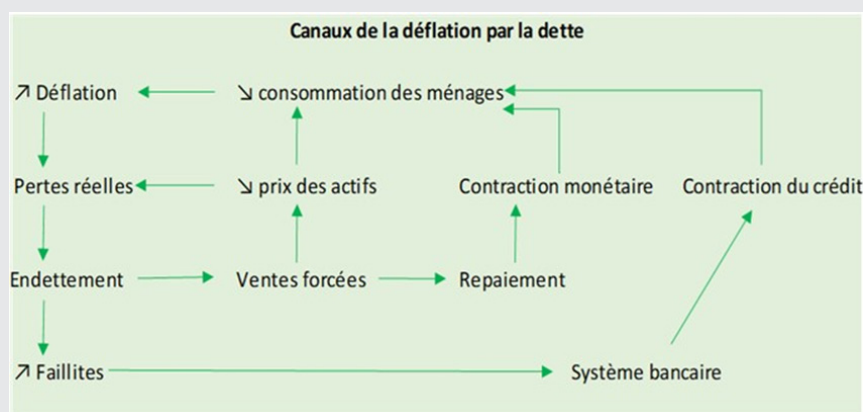 Canaux de la déflation par la dette
↗ Déflation ↘ consommation des ménages
Pertes réelles ↘ prix des actifs Contraction monétaire Contraction du crédit
Endettement Ventes forcées Repaiement
↗ Faillites Système bancaire